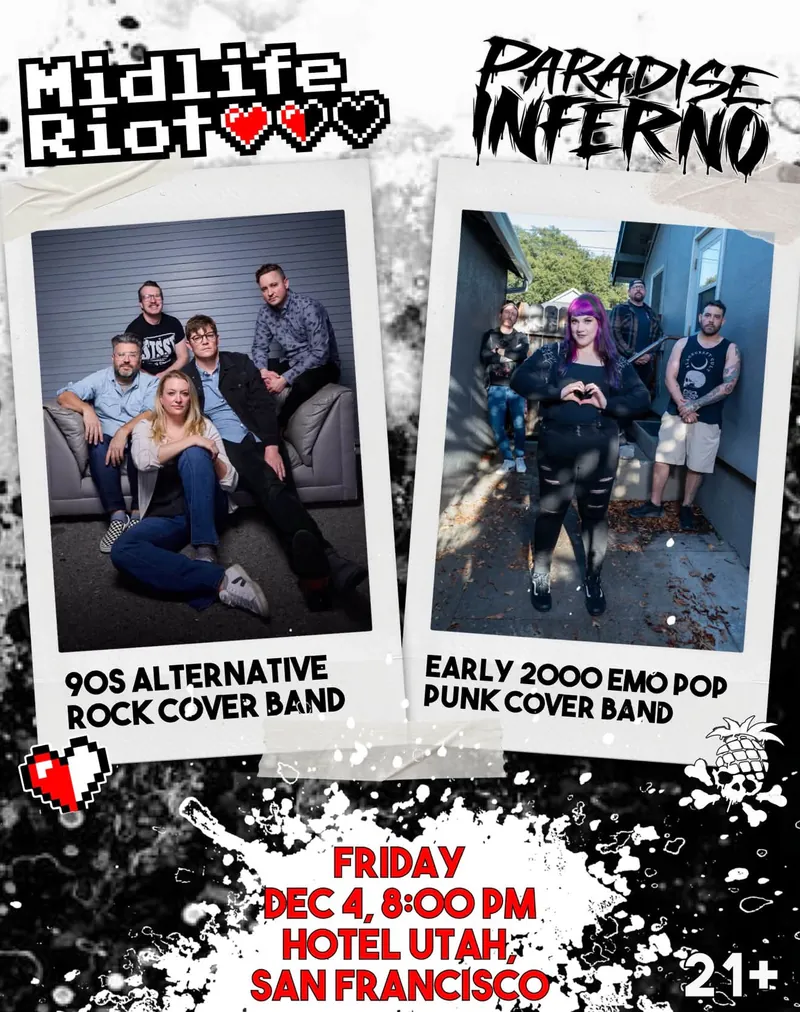 Midlife
Riot
PARADISE
INFERNO
90S ALTERNATIVE
ROCK COVER BAND
EARLY 2000 EMO POP
PUNK COVER BAND
FRIDAY
DEC 4, 8:00 PM
HOTEL UTAH,
SAN FRANCISCO
21+